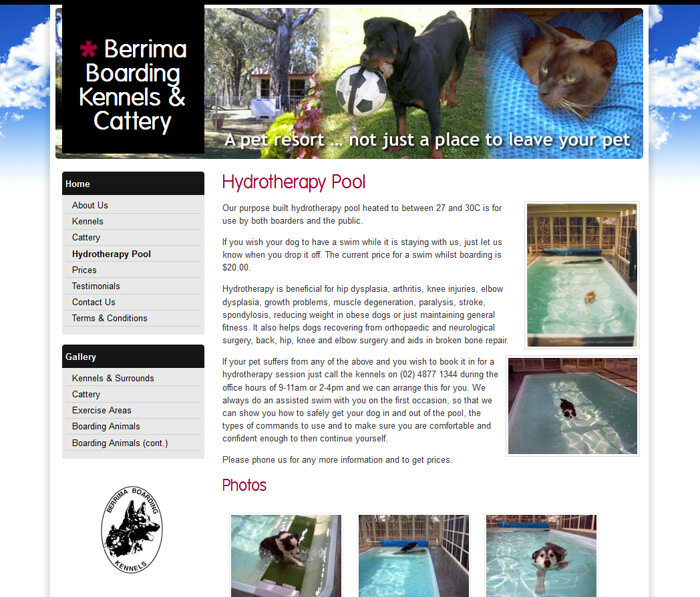 * Berrima
Boarding
Kennels &
Cattery
A pet resort ... not just a place to leave your pet
Home
About Us
Kennels
Cattery
Hydrotherapy Pool
Prices
Testimonials
Contact Us
Terms & Conditions
Gallery
Kennels & Surrounds
Cattery
Exercise Areas
Boarding Animals
Boarding Animals (cont.)
BERRIMA BOARDING
KENNELS
Hydrotherapy Pool
Our purpose built hydrotherapy pool heated to between 27 and 30C is for
use by both boarders and the public.
If you wish your dog to have a swim while it is staying with us, just let us
know when you drop it off. The current price for a swim whilst boarding is
$20.00.
Hydrotherapy is beneficial for hip dysplasia, arthritis, knee injuries, elbow
dysplasia, growth problems, muscle degeneration, paralysis, stroke,
spondylosis, reducing weight in obese dogs or just maintaining general
fitness. It also helps dogs recovering from orthopaedic and neurological
surgery, back, hip, knee and elbow surgery and aids in broken bone repair.
If your pet suffers from any of the above and you wish to book it in for a
hydrotherapy session just call the kennels on (02) 4877 1344 during the
office hours of 9-11am or 2-4pm and we can arrange this for you. We
always do an assisted swim with you on the first occasion, so that we
can show you how to safely get your dog in and out of the pool, the
types of commands to use and to make sure you are comfortable and
confident enough to then continue yourself.
Please phone us for any more information and to get prices.
Photos